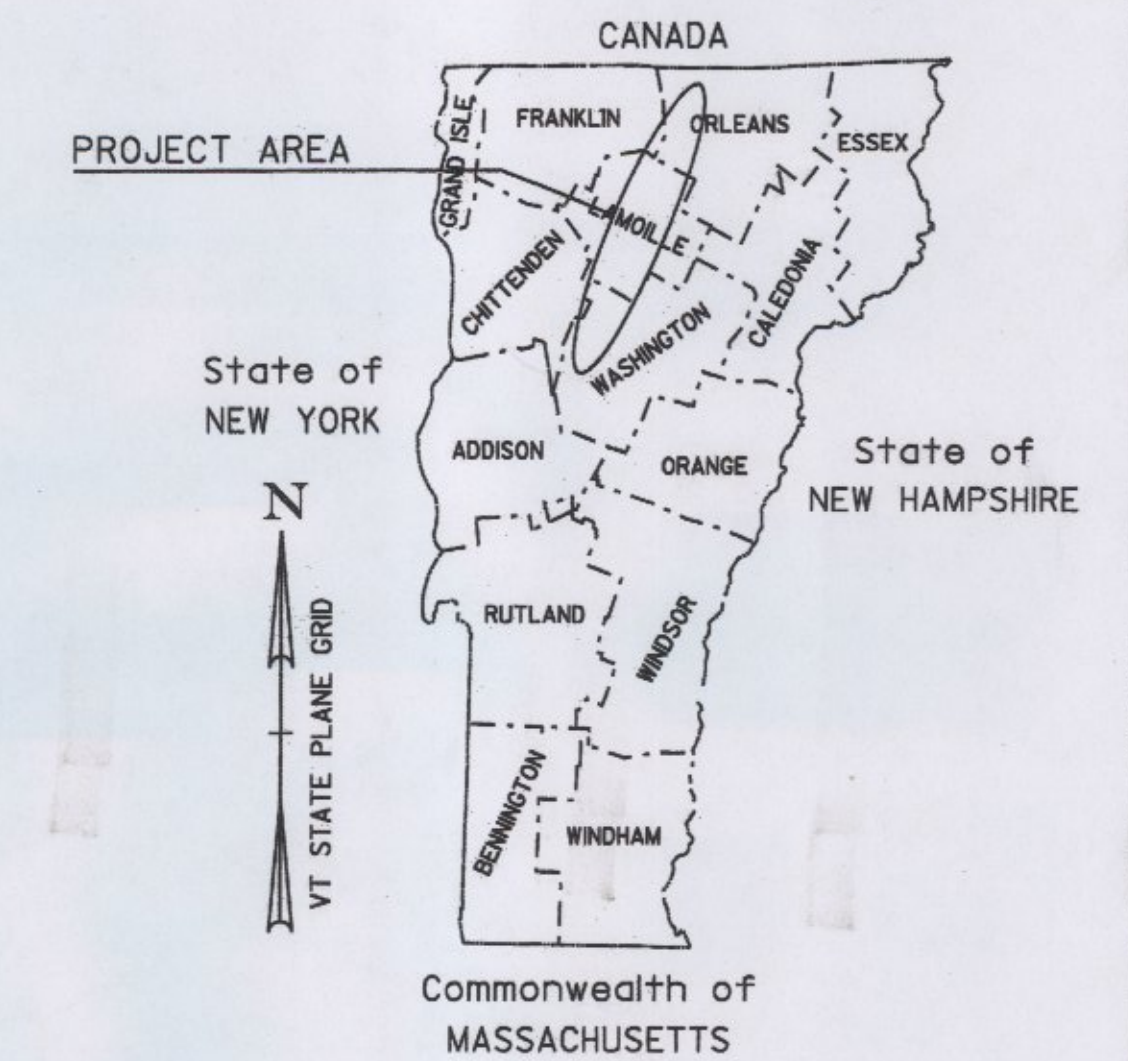 CANADA
FRANKLIN
ORLEANS
GRAND ISLE
ESSEX
PROJECT AREA
LAMOILLE
CHITTENDEN
CALEDONIA
WASHINGTON
State of
NEW YORK
ADDISON
ORANGE
State of
NEW HAMPSHIRE
N
VT STATE PLANE GRID
RUTLAND
WINDSOR
BENNINGTON
WINDHAM
Commonwealth of
MASSACHUSETTS